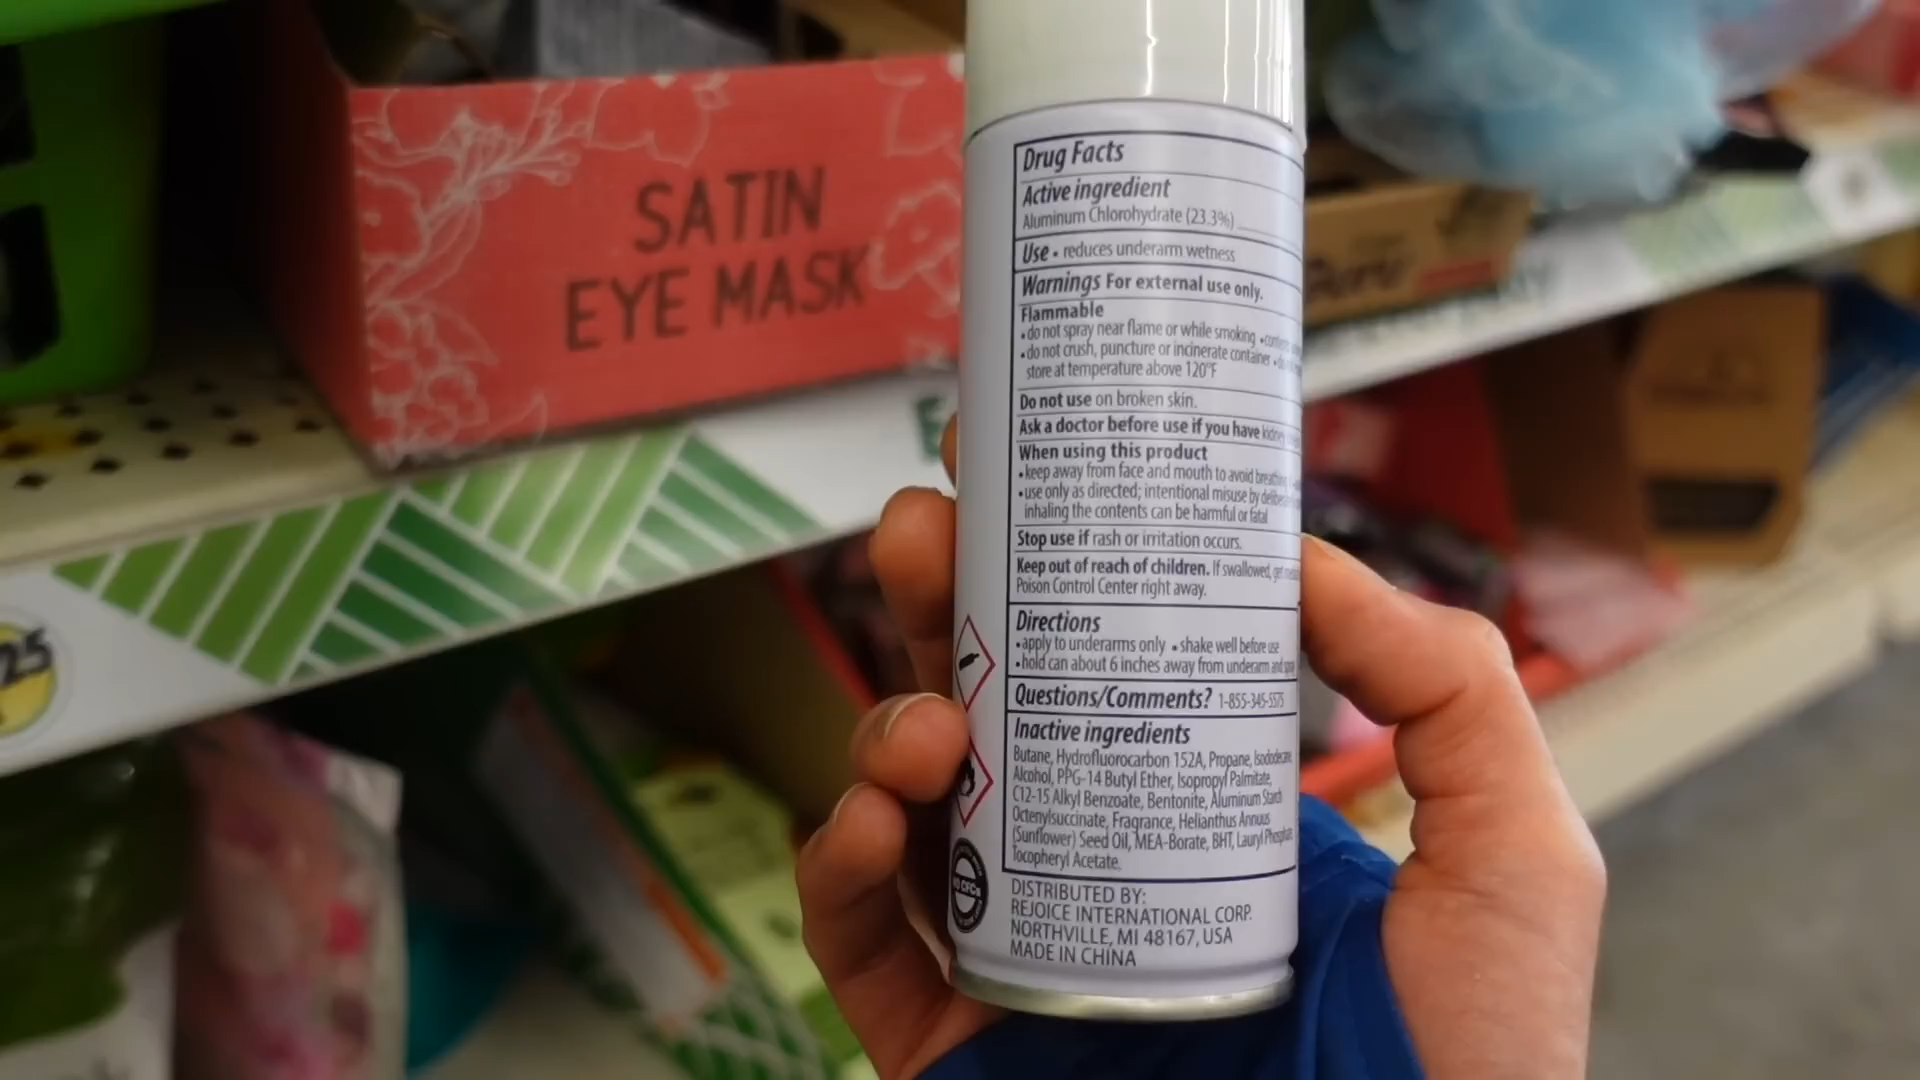 SATIN
EYE MASK
25
Drug Facts
Active ingredient
Aluminum Chlorohydrate (23.3%)
Use • reduces underarm wetness
Warnings For external use only.
Flammable
• do not spray near flame or while smoking •
• do not crush, puncture or incinerate container •
store at temperature above 120°F
Do not use on broken skin.
Ask a doctor before use if you have kidney
When using this product
• keep away from face and mouth to avoid breathing
• use only as directed; intentional misuse by
inhaling the contents can be harmful or fatal
Stop use if rash or irritation occurs.
Keep out of reach of children. If swallowed, get
Poison Control Center right away.
Directions
• apply to underarms only • shake well before use
• hold can about 6 inches away from underarm and
Questions/Comments? 1-855-345-5575
Inactive ingredients
Butane, Hydrofluorocarbon 152A, Propane, Isododecane,
Alcohol, PPG-14 Butyl Ether, Isopropyl Palmitate,
C12-15 Alkyl Benzoate, Bentonite, Aluminum Starch
Octenylsuccinate, Fragrance, Helianthus Annuus
(Sunflower) Seed Oil, MEA-Borate, BHT, Lauryl Phosphate,
Tocopheryl Acetate.
NO CFCs
DISTRIBUTED BY:
REJOICE INTERNATIONAL CORP.
NORTHVILLE, MI 48167, USA
MADE IN CHINA